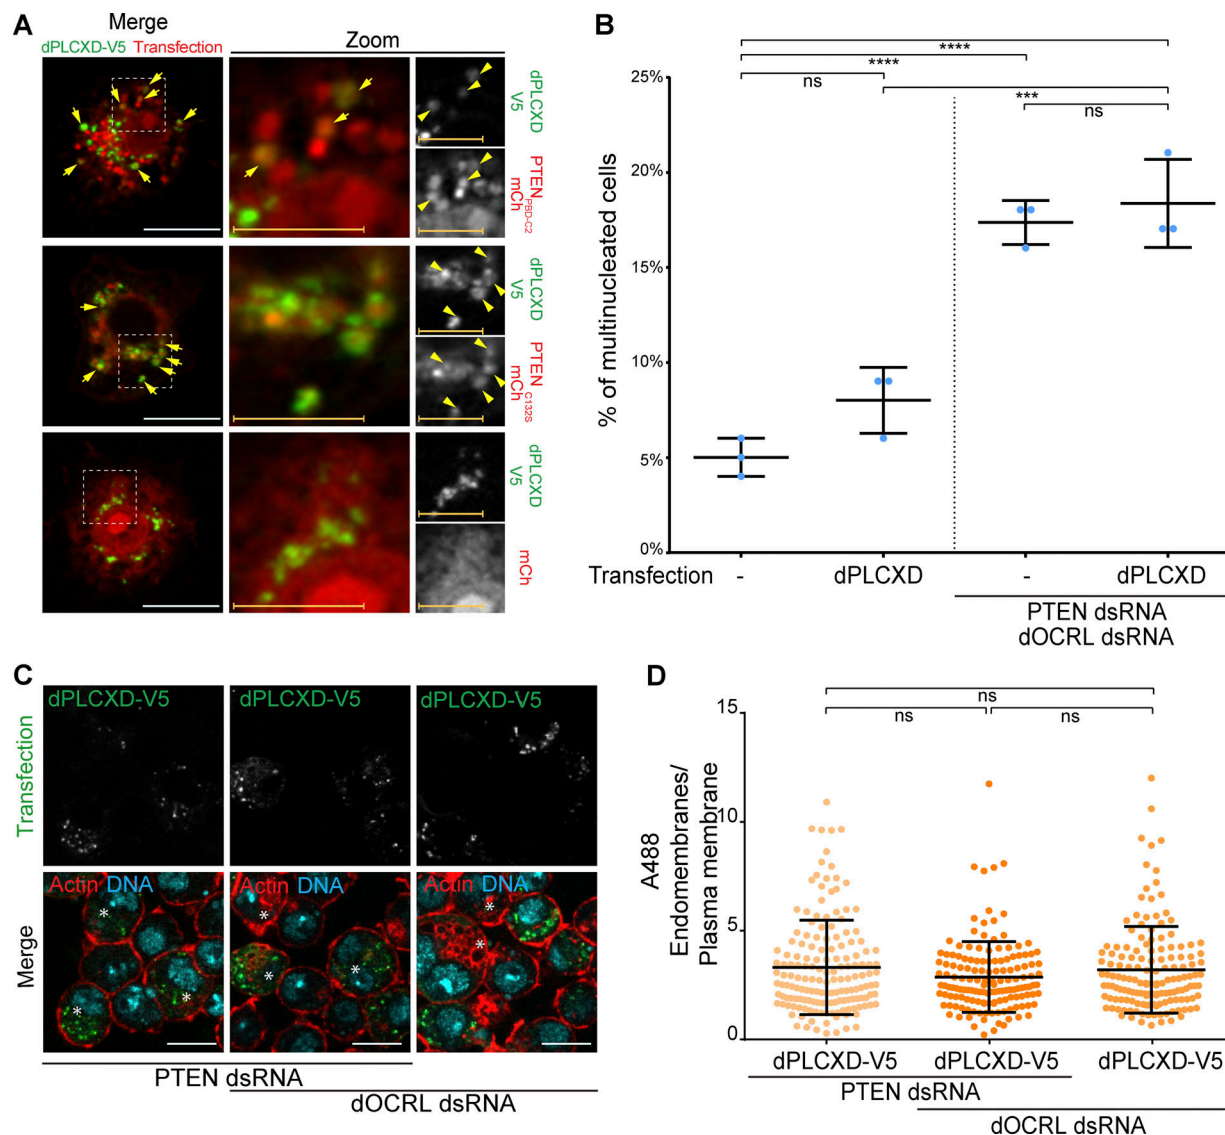 A
Merge
dPLCXD-V5 Transfection
Zoom
dPLCXD
V5
PTEN
mCh PBD-C2
dPLCXD
V5
PTEN
mCh C132S
dPLCXD
V5
mCh
B
****
****
ns
***
ns
% of multinucleated cells
25%
20%
15%
10%
5%
0%
Transfection - dPLCXD - dPLCXD
PTEN dsRNA
dOCRL dsRNA
C
Transfection
dPLCXD-V5 dPLCXD-V5 dPLCXD-V5
Merge
Actin DNA Actin DNA Actin DNA
* * * * * * *
PTEN dsRNA
dOCRL dsRNA
D
ns
ns ns
A488
Endomembranes/
Plasma membrane
15
10
5
0
dPLCXD-V5 dPLCXD-V5 dPLCXD-V5
PTEN dsRNA
dOCRL dsRNA